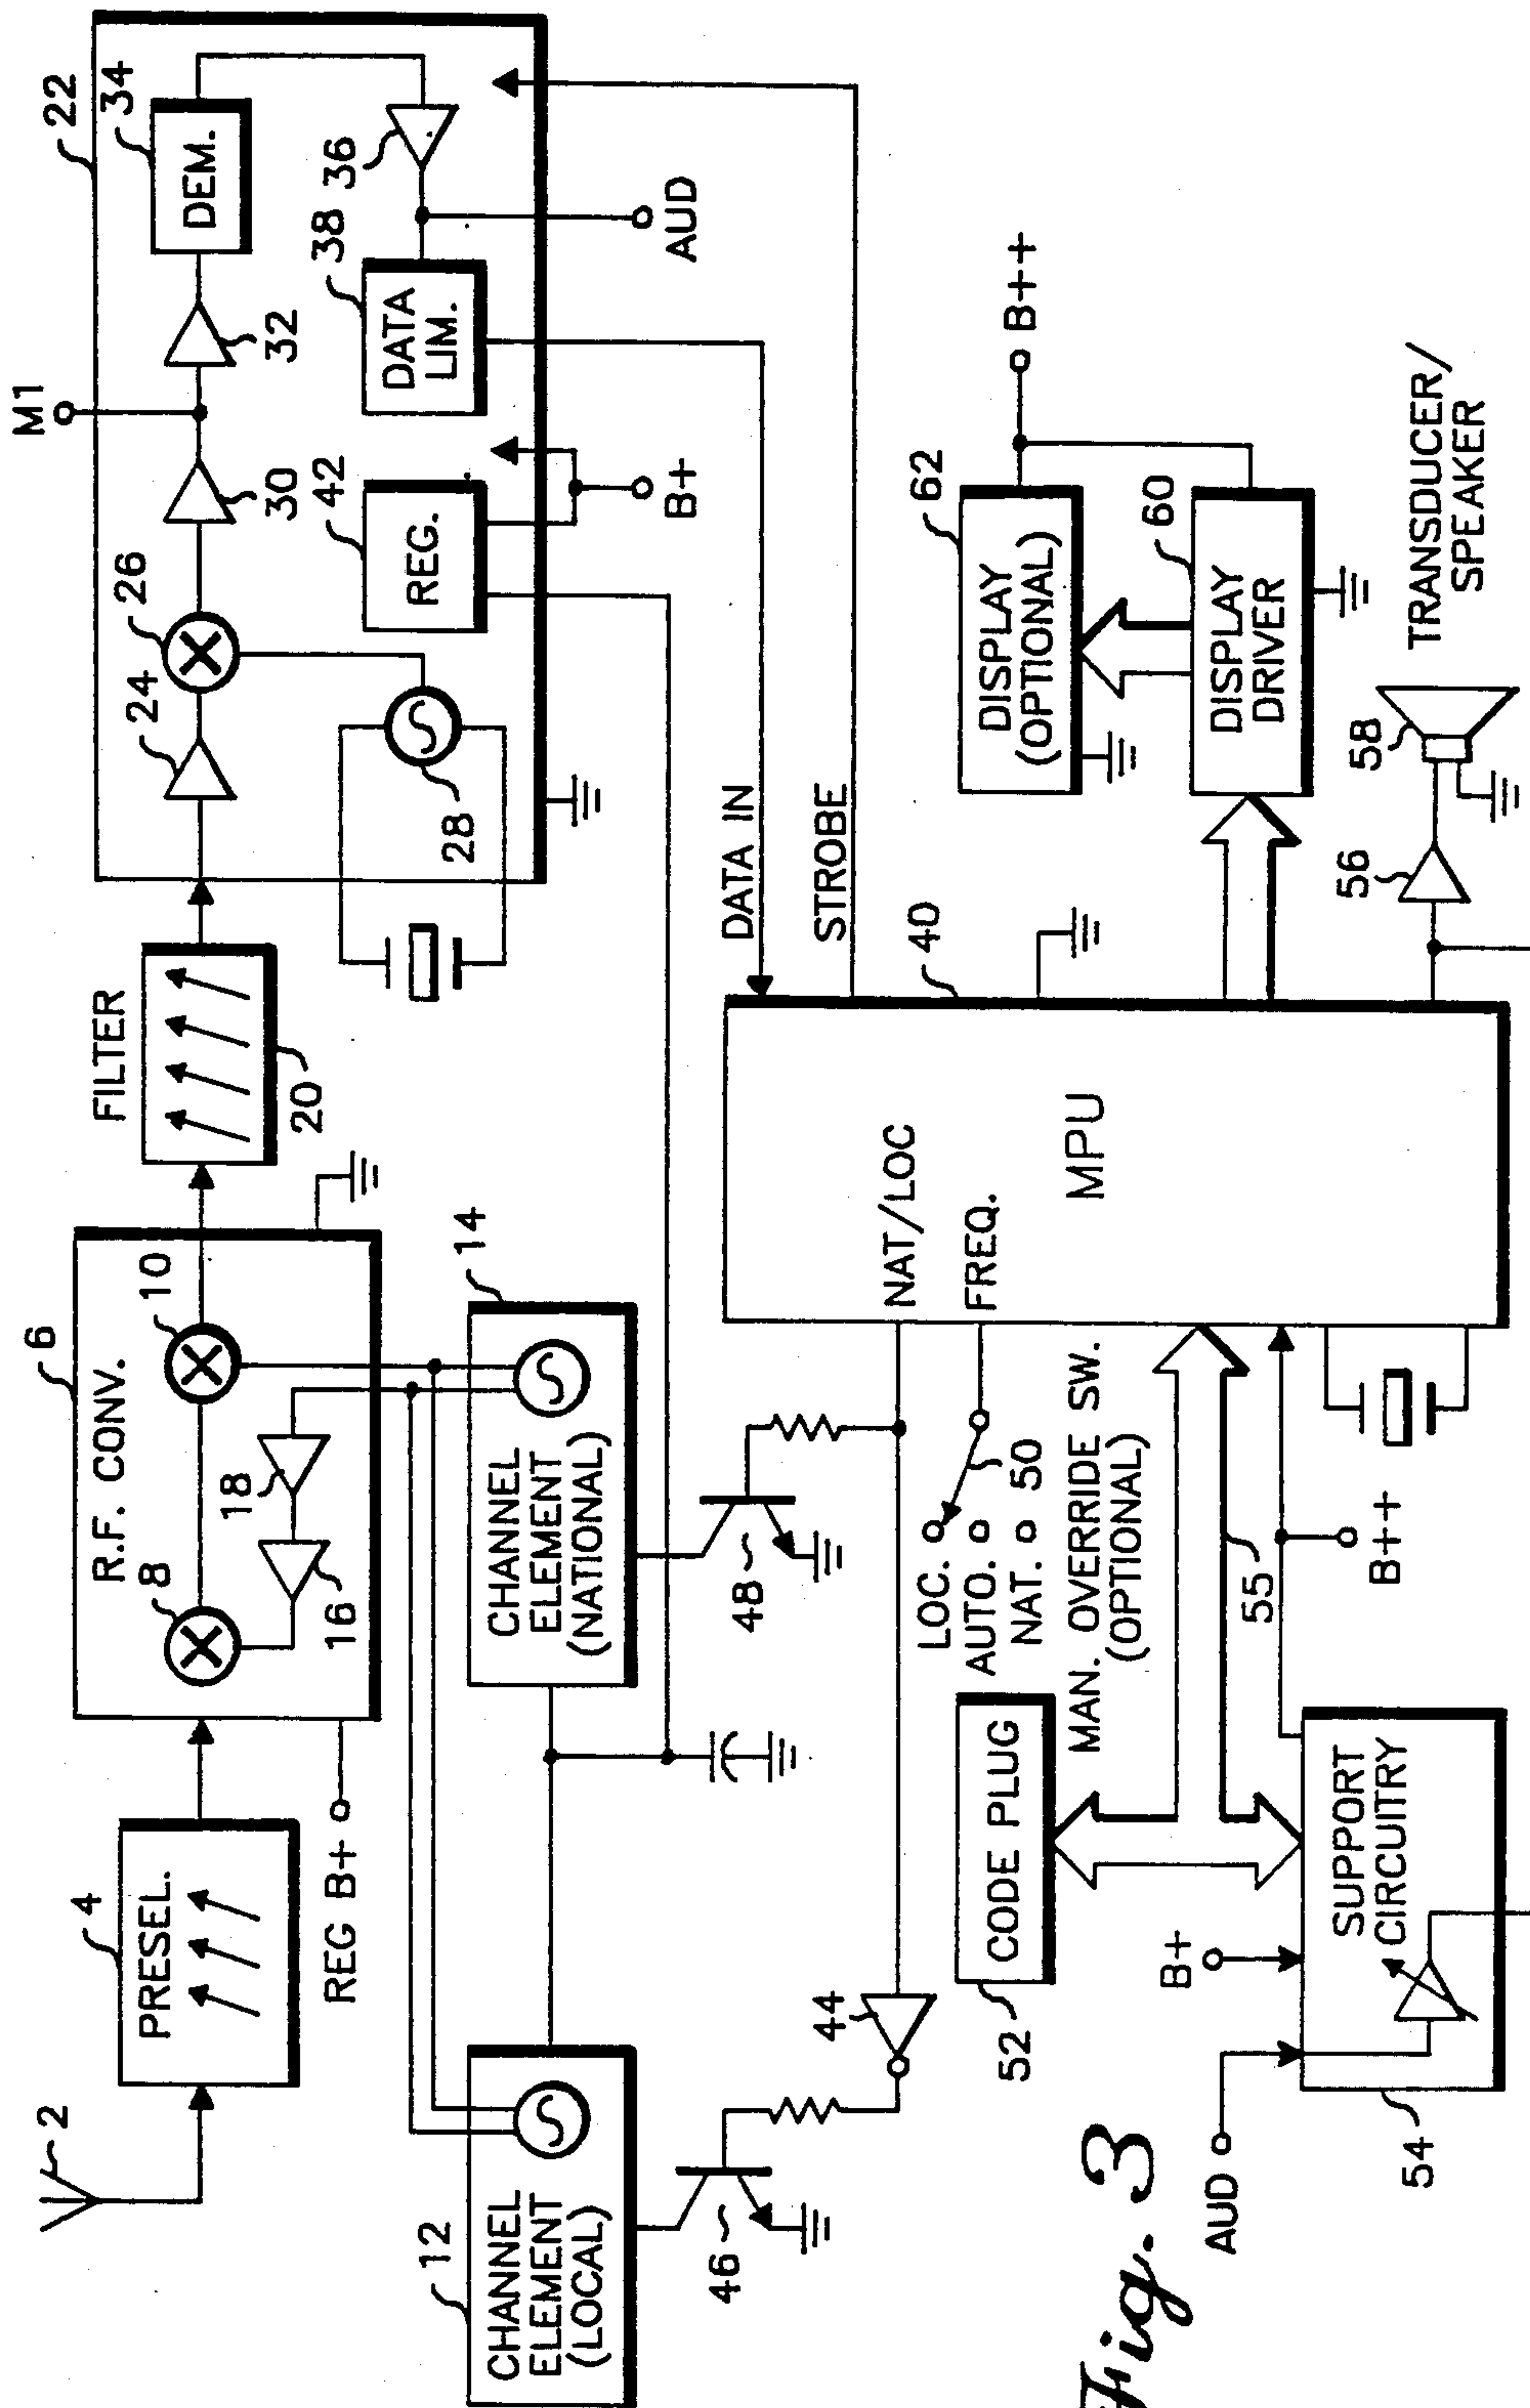 2
4
PRESEL.
REG B+
6
R.F. CONV.
8
10
16
18
FILTER
20
22
24
26
28
30
M1
32
34
DEM.
36
38
DATA
LIM.
AUD
42
REG.
B+
12
CHANNEL
ELEMENT
(LOCAL)
14
CHANNEL
ELEMENT
(NATIONAL)
46
44
48
LOC.
AUTO.
NAT.
50
MAN. OVERRIDE SW.
(OPTIONAL)
NAT/LOC
FREQ.
MPU
40
DATA IN
STROBE
52
CODE PLUG
55
B++
AUD
B+
54
SUPPORT
CIRCUITRY
62
DISPLAY
(OPTIONAL)
B++
60
DISPLAY
DRIVER
56
58
TRANSDUCER/
SPEAKER
Fig. 3